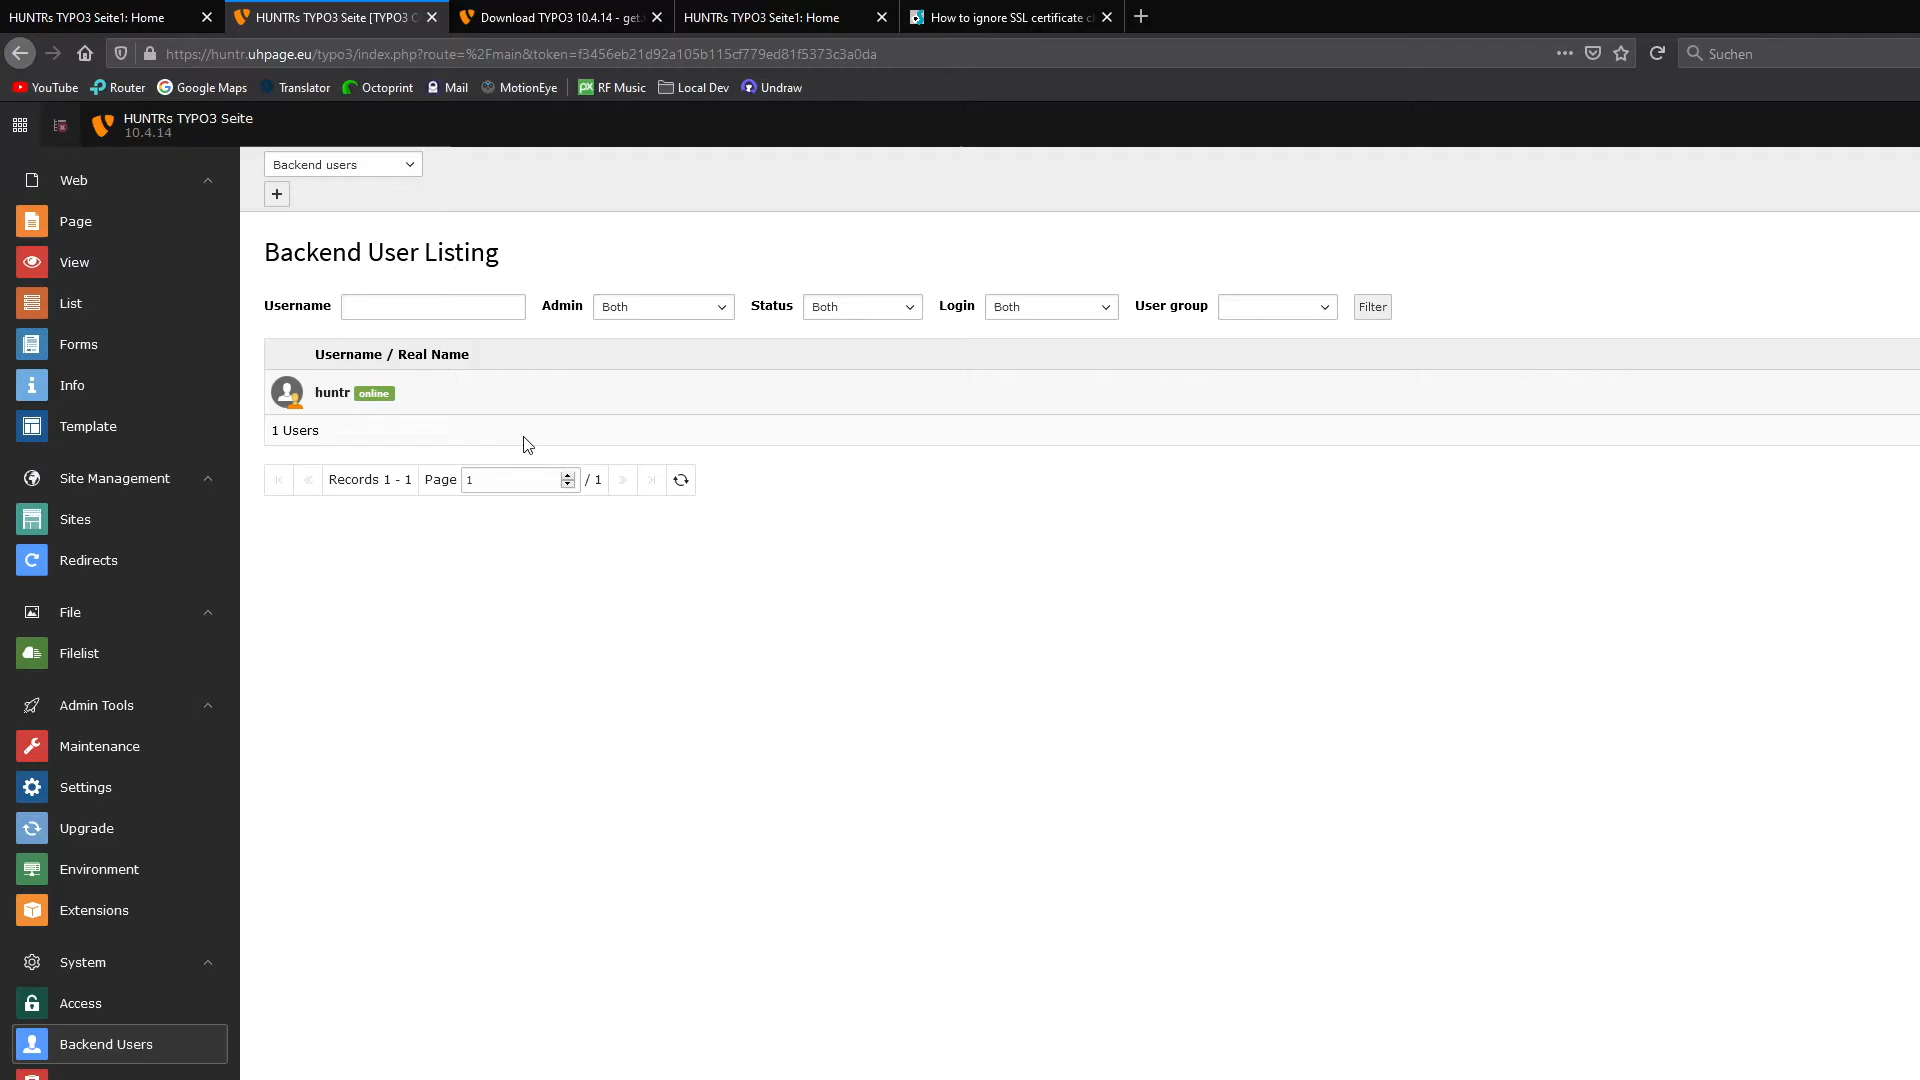 HUNTRs TYPO3 Seite1: Home
HUNTRs TYPO3 Seite [TYPO3 C
Download TYPO3 10.4.14 - get.
HUNTRs TYPO3 Seite1: Home
How to ignore SSL certificate c
https://huntr.uhpage.eu/typo3/index.php?route=%2Fmain&token=f3456eb21d92a105b115cf779ed81f5373c3a0da
Suchen
YouTube
Router
Google Maps
Translator
Octoprint
Mail
MotionEye
RF Music
Local Dev
Undraw
HUNTRs TYPO3 Seite
10.4.14
Web
Page
View
List
Forms
Info
Template
Site Management
Sites
Redirects
File
Filelist
Admin Tools
Maintenance
Settings
Upgrade
Environment
Extensions
System
Access
Backend Users
Backend users
Backend User Listing
Username
Admin Both
Status Both
Login Both
User group
Filter
Username / Real Name
huntr online
1 Users
Records 1 - 1 Page 1 / 1